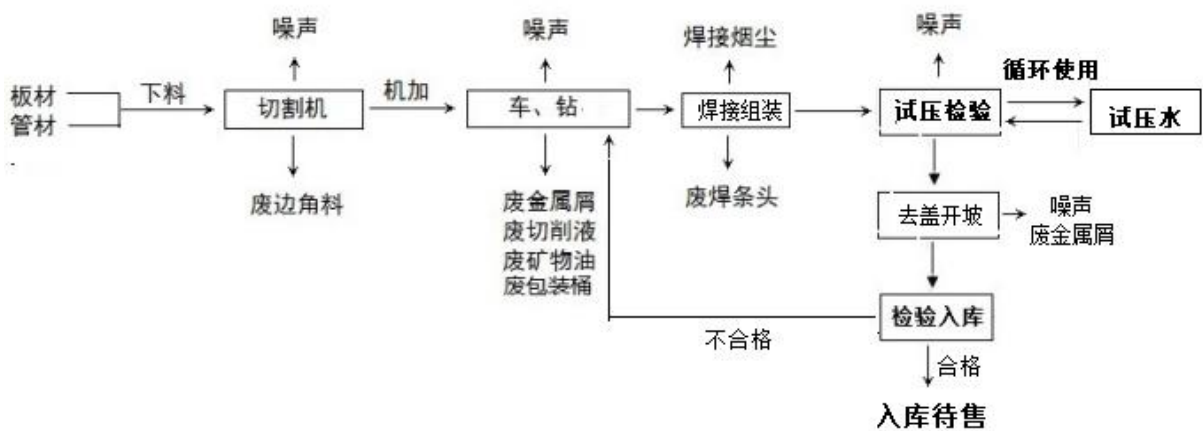 噪声
噪声
焊接烟尘
噪声
板材
管材
下料
切割机
机加
车、钻
焊接组装
试压检验
循环使用
试压水
废边角料
废金属屑
废切削液
废矿物油
废包装桶
废焊条头
去盖开坡
噪声
废金属屑
检验入库
不合格
合格
入库待售